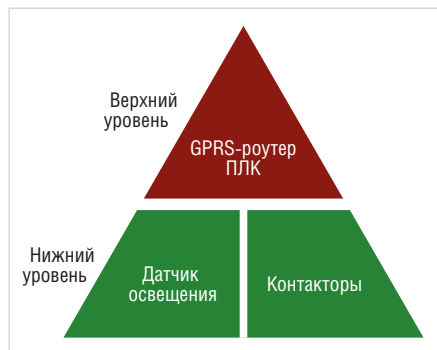 Верхний
уровень
GPRS-роутер
ПЛК
Нижний
уровень
Датчик
освещения
Контакторы